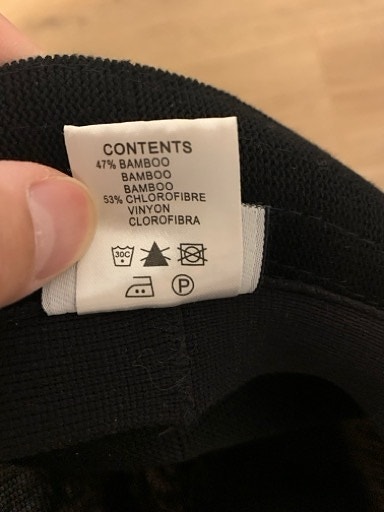 CONTENTS
47% BAMBOO
BAMBOO
BAMBOO
53% CHLOROFIBRE
VINYON
CLOROFIBRA
30C
P